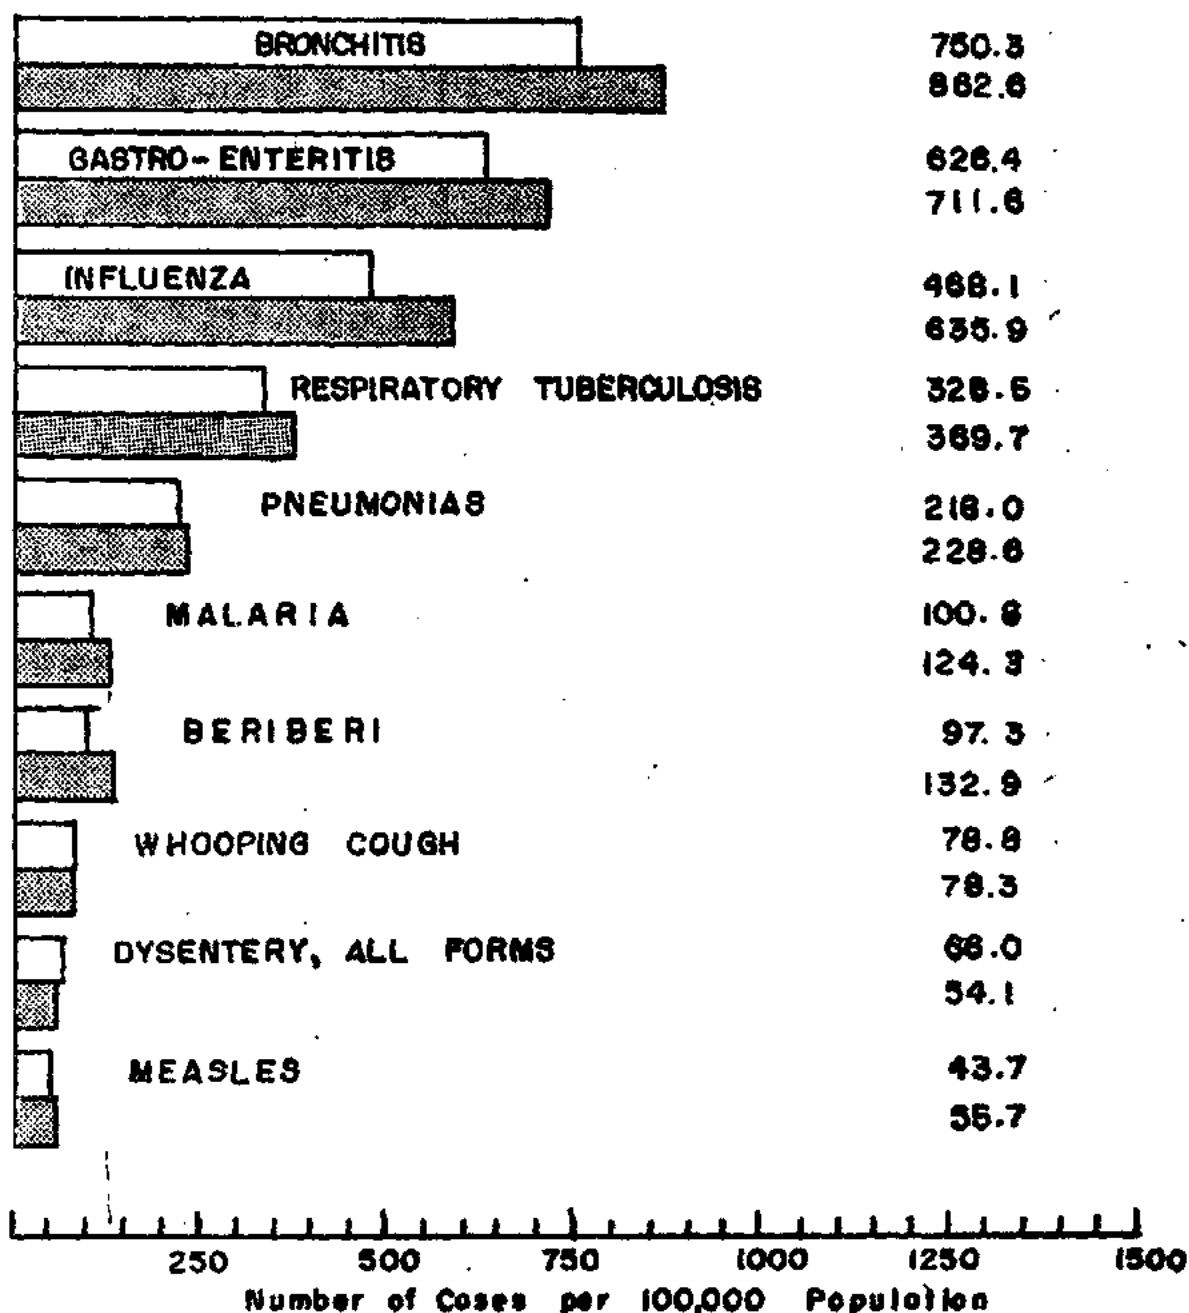 BRONCHITIS 750.3
862.6
GASTRO-ENTERITIS 626.4
711.6
INFLUENZA 468.1
635.9
RESPIRATORY TUBERCULOSIS 328.5
369.7
PNEUMONIAS 218.0
228.6
MALARIA 100.8
124.3
BERIBERI 97.3
132.9
WHOOPING COUGH 78.8
78.3
DYSENTERY, ALL FORMS 66.0
54.1
MEASLES 43.7
55.7
250 500 750 1000 1250 1500
Number of Cases per 100,000 Population